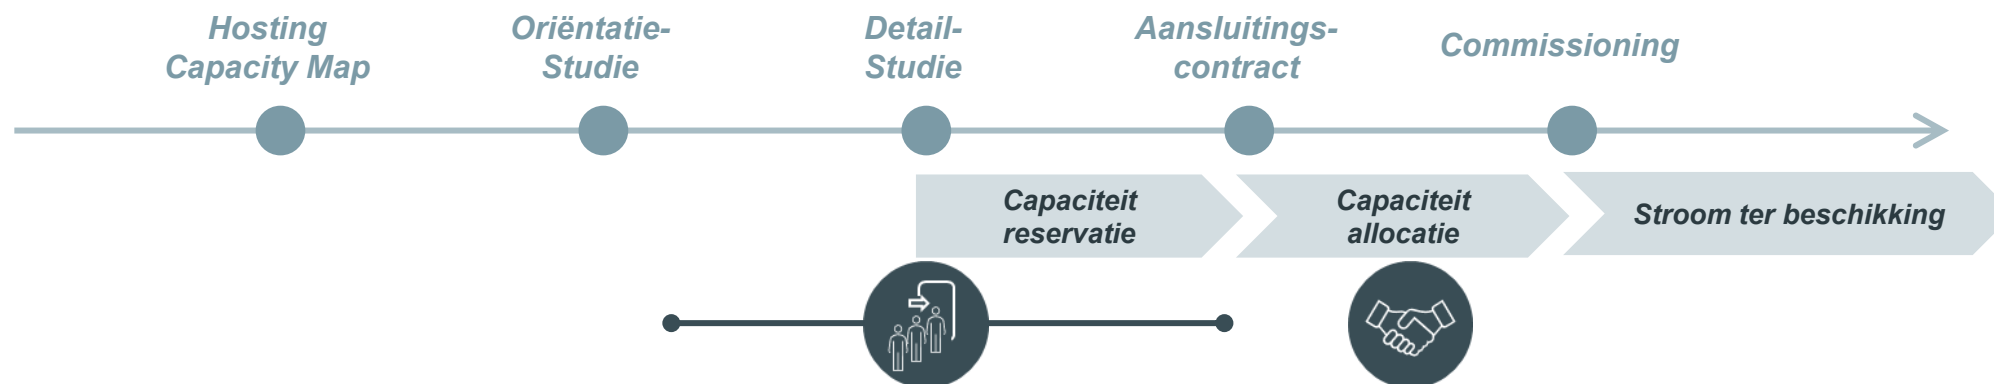 Hosting
Capacity Map
Oriëntatie-
Studie
Detail-
Studie
Aansluitings-
contract
Commissioning
Capaciteit
reservatie
Capaciteit
allocatie
Stroom ter beschikking